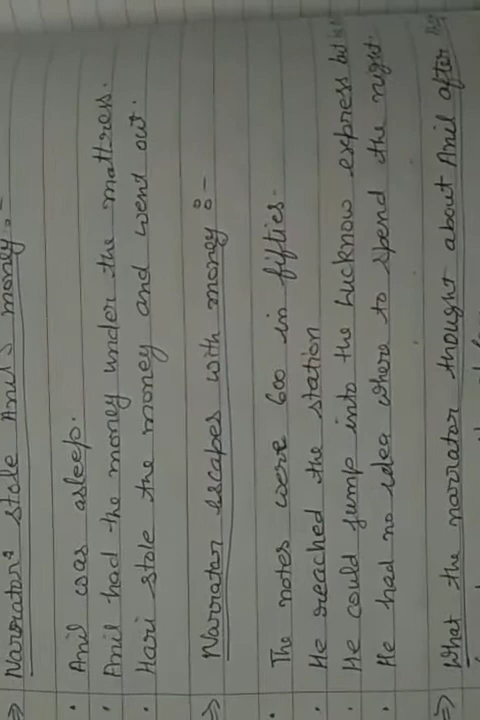 ⇒ Narrator stole Anil's money :-
• Anil was asleep.
• Anil had the money under the mattress.
• Hari stole the money and went out.
⇒ Narrator escapes with money :-
• The notes were 600 in fifties.
• He reached the station
• He could jump into the Lucknow express but
• He had no idea where to spend the night.
⇒ What the narrator thought about Anil after